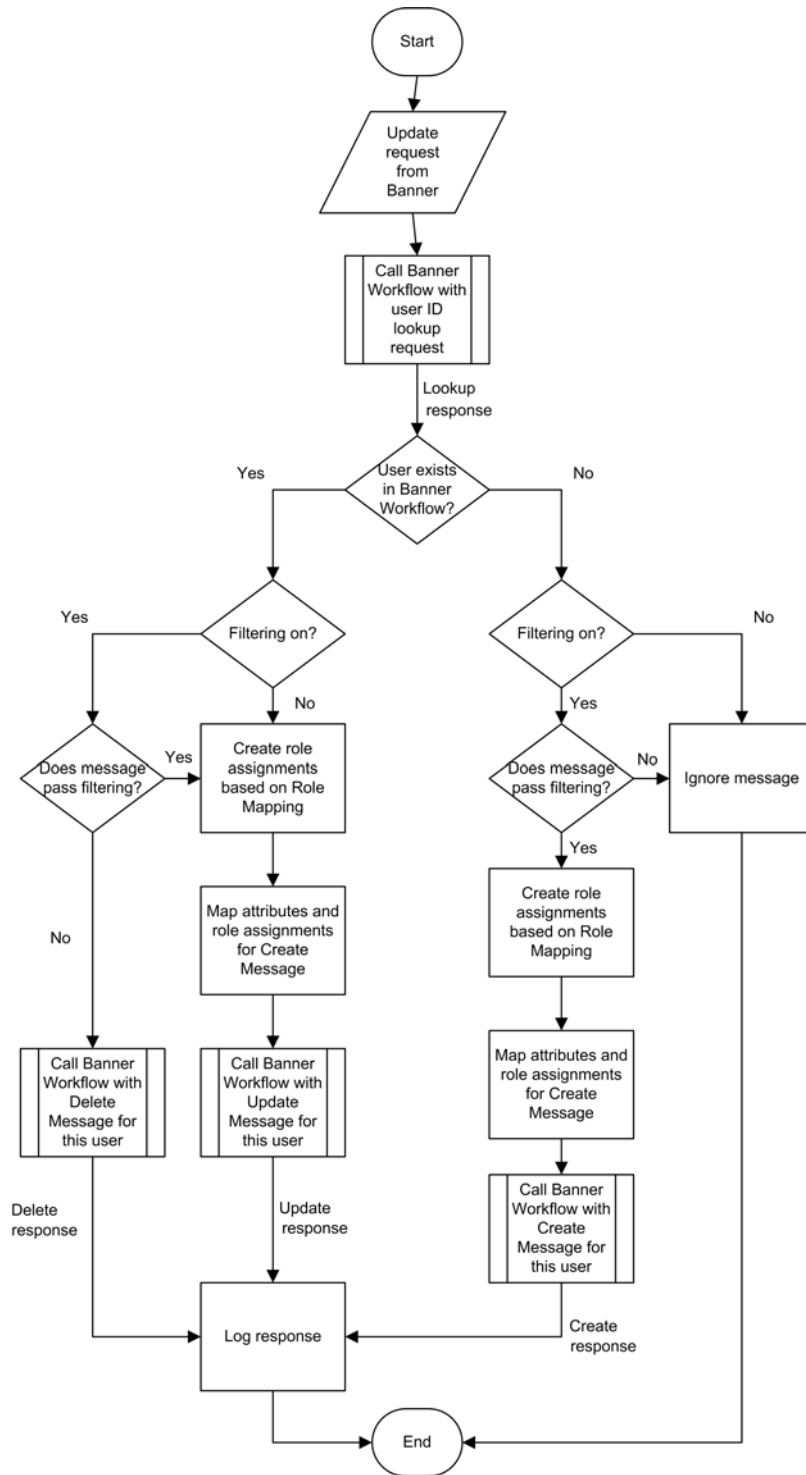 Start
Update
request
from
Banner
Call Banner
Workflow with
user ID
lookup
request
Lookup
response
Yes
User exists
in Banner
Workflow?
No
Yes
Filtering on?
Filtering on?
No
No
Yes
Does message
pass filtering?
Yes
Create role
assignments
based on Role
Mapping
Does message
pass filtering?
No
Ignore message
Yes
No
Map attributes and
role assignments
for Create
Message
Create role
assignments
based on Role
Mapping
Call Banner
Workflow with
Delete
Message for
this user
Call Banner
Workflow with
Update
Message for
this user
Map attributes and
role assignments
for Create
Message
Delete
response
Update
response
Call Banner
Workflow with
Create
Message for
this user
Log response
Create
response
End